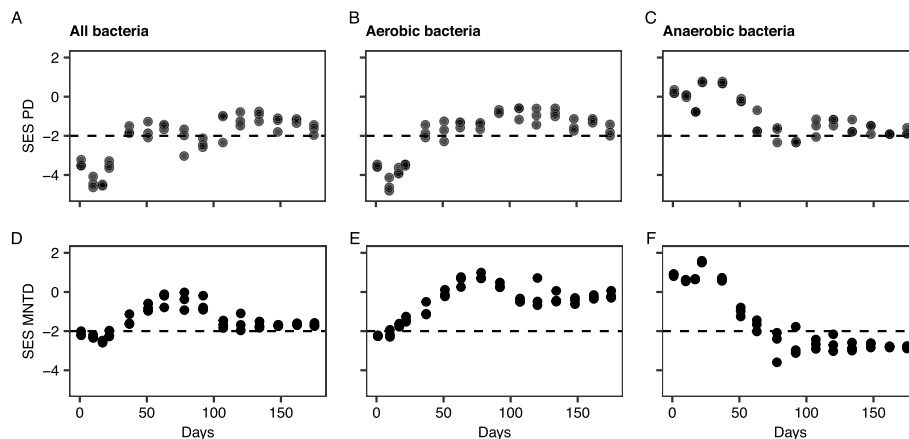 A
B
C
All bacteria
Aerobic bacteria
Anaerobic bacteria
SES PD
2
0
−2
−4
D
E
F
SES MNTD
2
0
−2
−4
0 50 100 150
0 50 100 150
0 50 100 150
Days
Days
Days